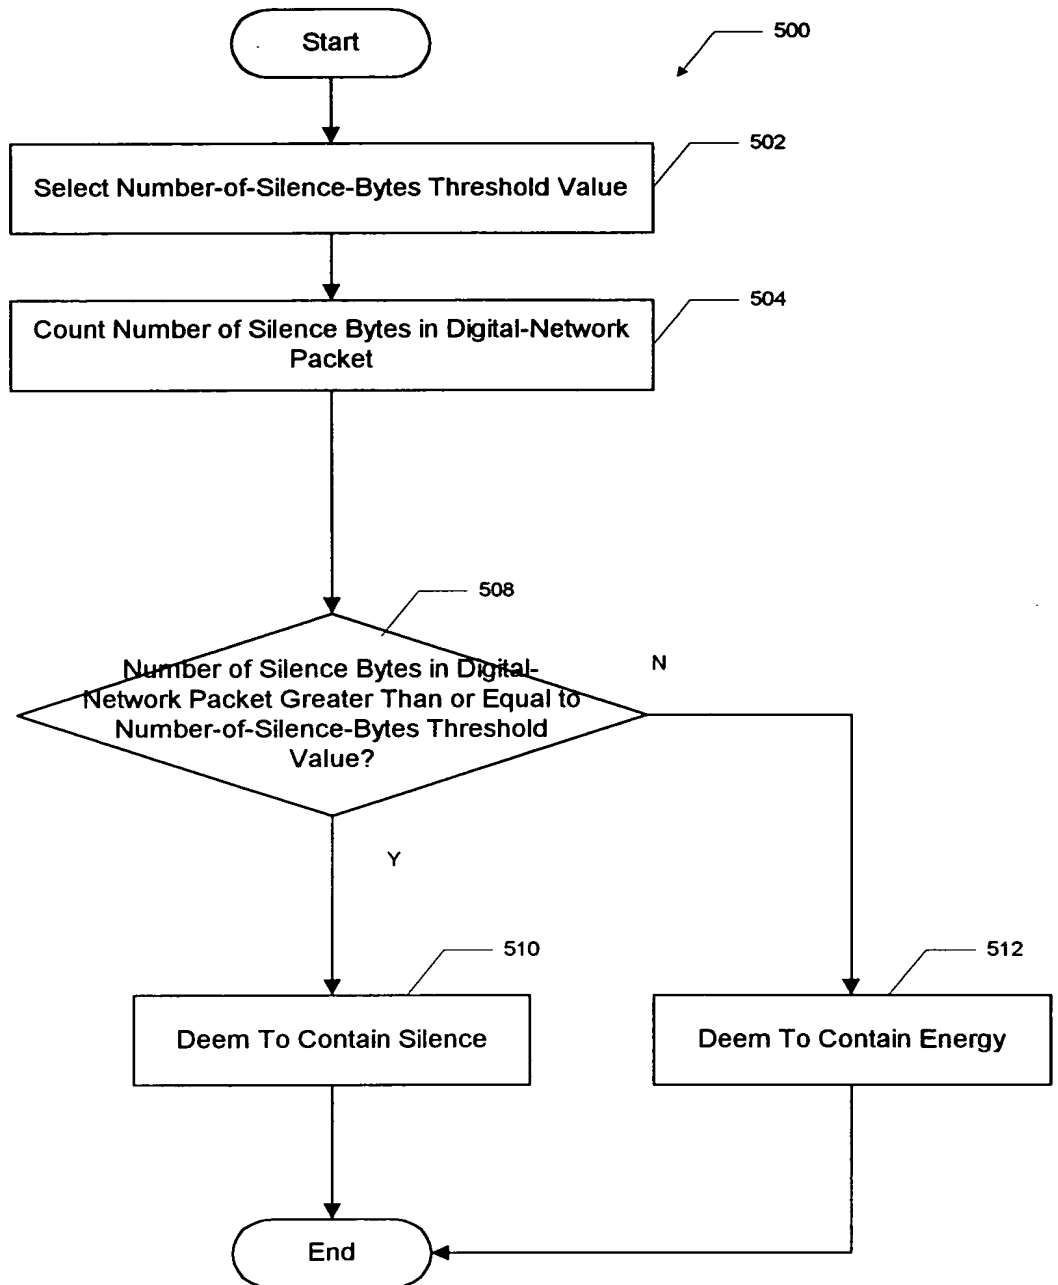 Start
500
502
Select Number-of-Silence-Bytes Threshold Value
504
Count Number of Silence Bytes in Digital-Network
Packet
508
Number of Silence Bytes in Digital-
Network Packet Greater Than or Equal to
Number-of-Silence-Bytes Threshold
Value?
N
Y
510
512
Deem To Contain Silence
Deem To Contain Energy
End